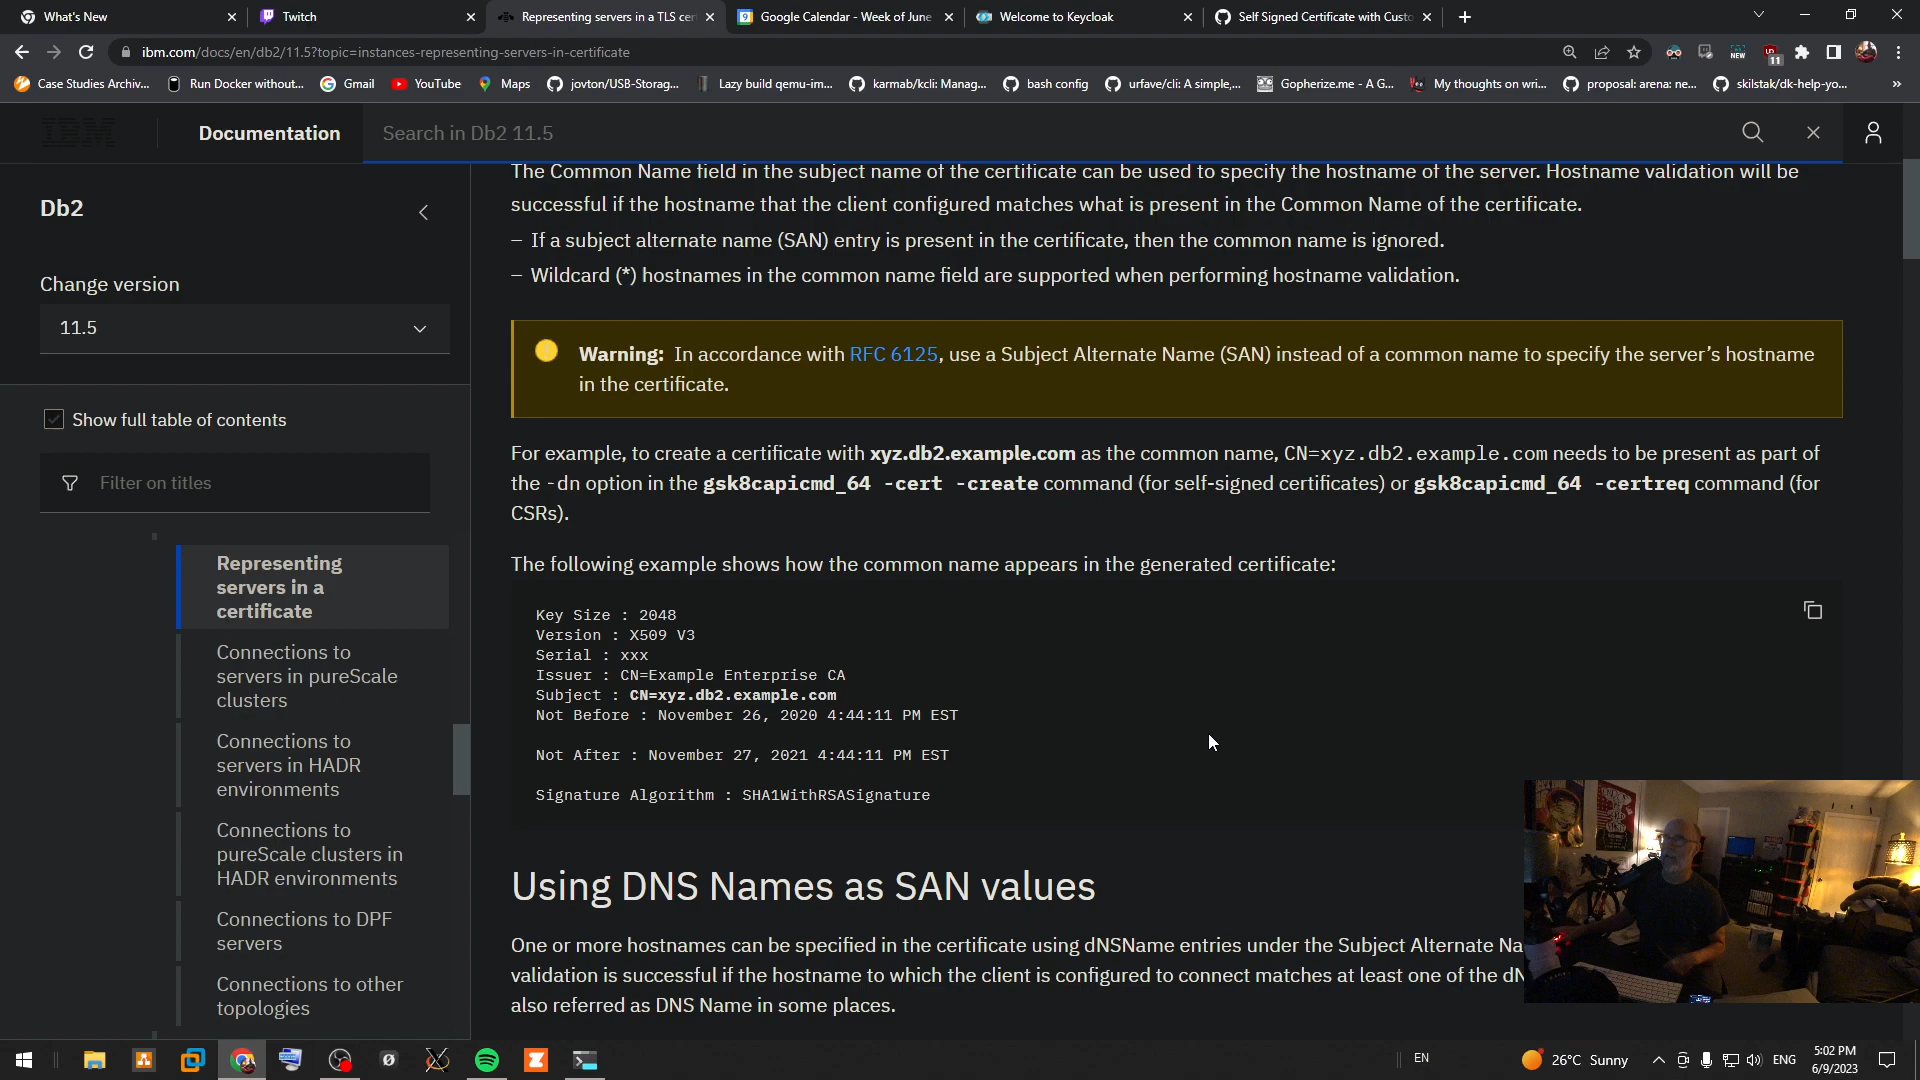 What's New
Twitch
Representing servers in a TLS cer
Google Calendar - Week of June
Welcome to Keycloak
Self Signed Certificate with Custo
ibm.com/docs/en/db2/11.5?topic=instances-representing-servers-in-certificate
11
NEW
Case Studies Archiv...
Run Docker without...
Gmail
YouTube
Maps
jovton/USB-Storag...
Lazy build qemu-im...
karmab/kcli: Manag...
bash config
urfave/cli: A simple,...
Gopherize.me - A G...
My thoughts on wri...
proposal: arena: ne...
skilstak/dk-help-yo...
»
IBM
Documentation
Search in Db2 11.5
Db2
Change version
11.5
Show full table of contents
Filter on titles
Representing
servers in a
certificate
Connections to
servers in pureScale
clusters
Connections to
servers in HADR
environments
Connections to
pureScale clusters in
HADR environments
Connections to DPF
servers
Connections to other
topologies
The Common Name field in the subject name of the certificate can be used to specify the hostname of the server. Hostname validation will be
successful if the hostname that the client configured matches what is present in the Common Name of the certificate.
– If a subject alternate name (SAN) entry is present in the certificate, then the common name is ignored.
– Wildcard (*) hostnames in the common name field are supported when performing hostname validation.
Warning: In accordance with RFC 6125, use a Subject Alternate Name (SAN) instead of a common name to specify the server's hostname
in the certificate.
For example, to create a certificate with xyz.db2.example.com as the common name, CN=xyz.db2.example.com needs to be present as part of
the -dn option in the gsk8capicmd_64 -cert -create command (for self-signed certificates) or gsk8capicmd_64 -certreq command (for
CSRs).
The following example shows how the common name appears in the generated certificate:
Key Size : 2048
Version : X509 V3
Serial : xxx
Issuer : CN=Example Enterprise CA
Subject : CN=xyz.db2.example.com
Not Before : November 26, 2020 4:44:11 PM EST
Not After : November 27, 2021 4:44:11 PM EST
Signature Algorithm : SHA1WithRSASignature
Using DNS Names as SAN values
One or more hostnames can be specified in the certificate using dNSName entries under the Subject Alternate Na
validation is successful if the hostname to which the client is configured to connect matches at least one of the dN
also referred as DNS Name in some places.
EN
26°C Sunny
ENG
5:02 PM
6/9/2023